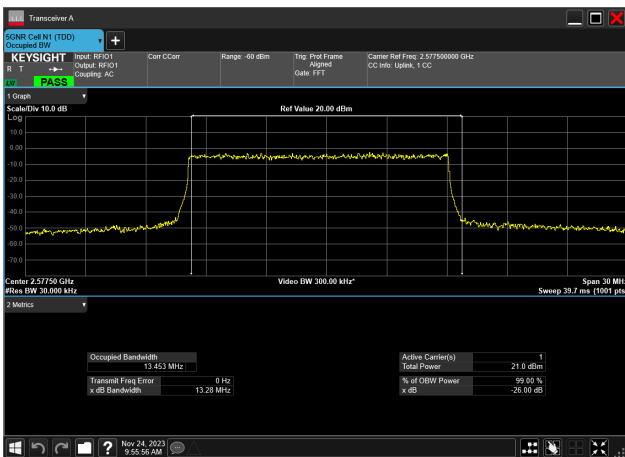 Transceiver A
5GNR Cell N1 (TDD)
Occupied BW
KEYSIGHT
R T
LV
PASS
Input: RFIO1
Output: RFIO1
Coupling: AC
Corr CCorr
Range: -60 dBm
Trig: Prot Frame
Aligned
Gate: FFT
Carrier Ref Freq: 2.577500000 GHz
CC Info: Uplink, 1 CC
1 Graph
Scale/Div 10.0 dB
Ref Value 20.00 dBm
Log
10.0
0.00
-10.0
-20.0
-30.0
-40.0
-50.0
-60.0
-70.0
Center 2.57750 GHz
Video BW 300.00 kHz*
Span 30 MHz
#Res BW 30.000 kHz
Sweep 39.7 ms (1001 pts
2 Metrics
Occupied Bandwidth
13.453 MHz
Transmit Freq Error 0 Hz
x dB Bandwidth 13.28 MHz
Active Carrier(s) 1
Total Power 21.0 dBm
% of OBW Power 99.00 %
x dB -26.00 dB
Nov 24, 2023
9:55:56 AM